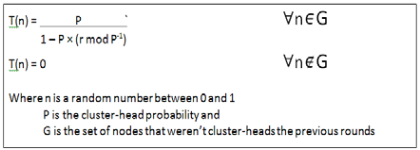 T(n) = P ` ∀n∈G
1 – P × (r mod P⁻¹)
T(n) = 0 ∀n∉G
Where n is a random number between 0 and 1
P is the cluster-head probability and
G is the set of nodes that weren't cluster-heads the previous rounds